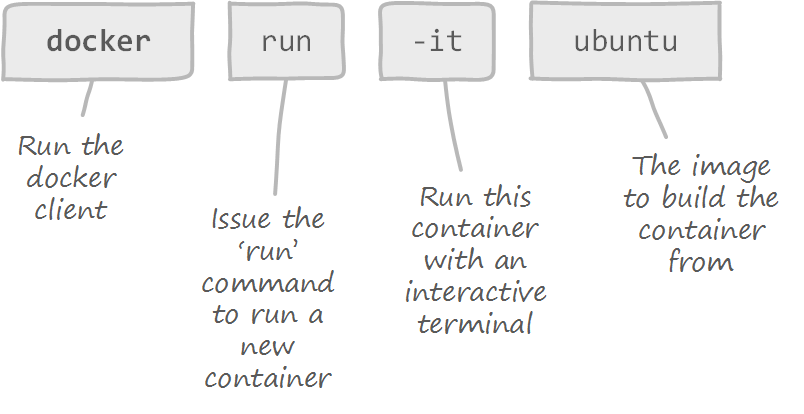 docker run -it ubuntu
Run the
docker
client
Issue the
‘run’
command
to run a
new
container
Run this
container
with an
interactive
terminal
The image
to build the
container
from